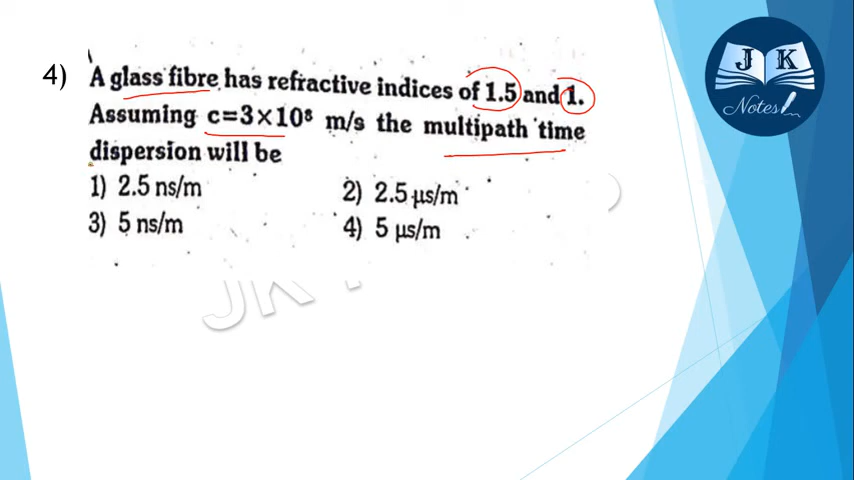 J K
Notes
4) A glass fibre has refractive indices of 1.5 and 1.
Assuming c=3×10⁸ m/s the multipath time
dispersion will be
1) 2.5 ns/m 2) 2.5 µs/m
3) 5 ns/m 4) 5 µs/m
JK